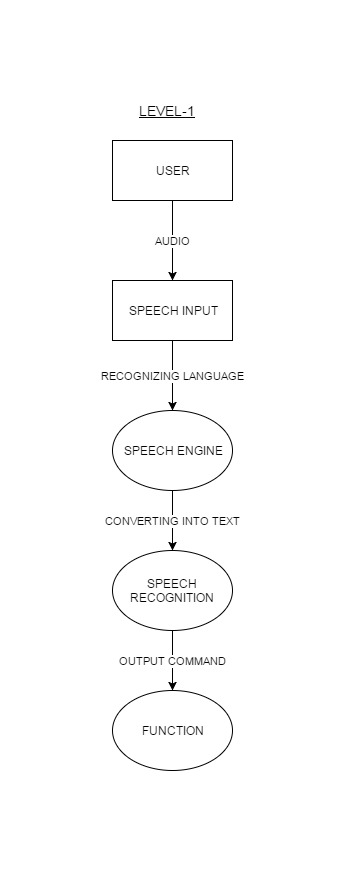 LEVEL-1
USER
AUDIO
SPEECH INPUT
RECOGNIZING LANGUAGE
SPEECH ENGINE
CONVERTING INTO TEXT
SPEECH
RECOGNITION
OUTPUT COMMAND
FUNCTION